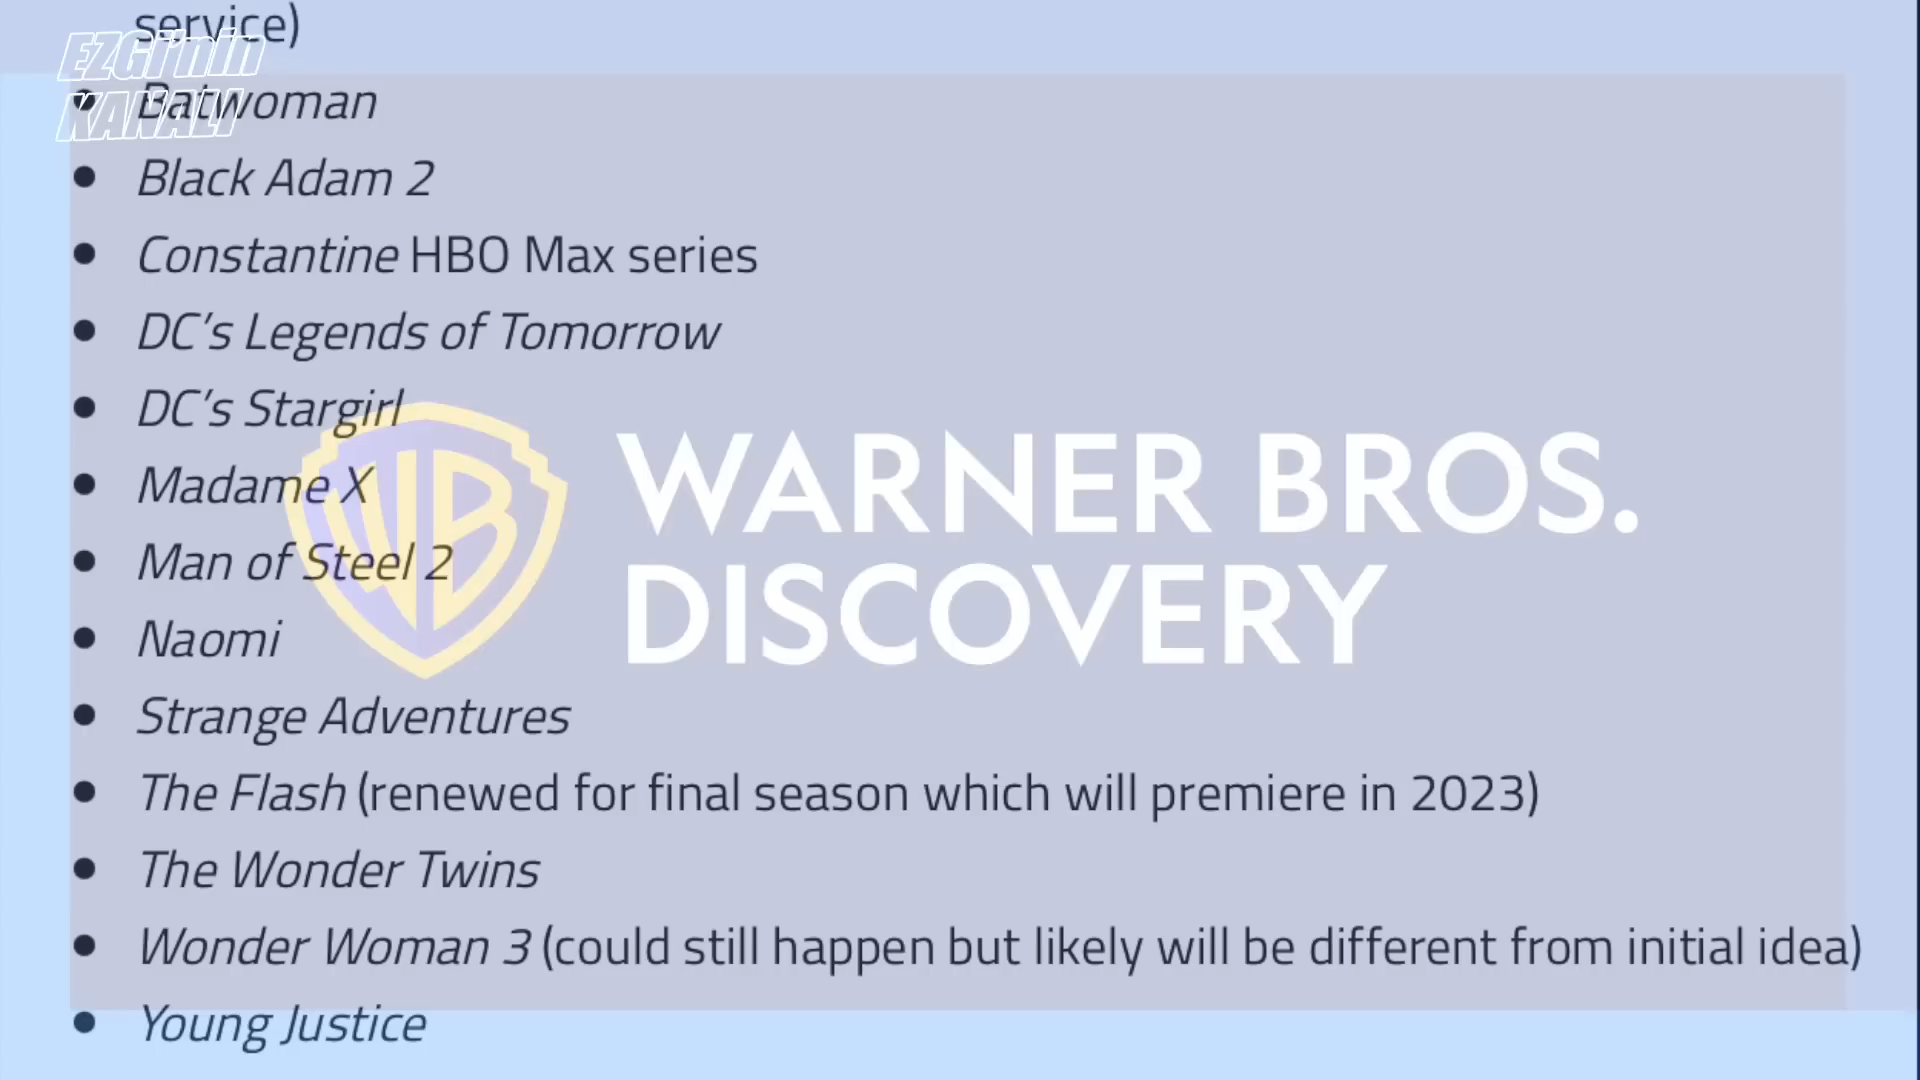 service)
EZGİ'nin
KANALI
• Batwoman
• Black Adam 2
• Constantine HBO Max series
• DC’s Legends of Tomorrow
• DC’s Stargirl
• Madame X
• Man of Steel 2
• Naomi
WB
WARNER BROS.
DISCOVERY
• Strange Adventures
• The Flash (renewed for final season which will premiere in 2023)
• The Wonder Twins
• Wonder Woman 3 (could still happen but likely will be different from initial idea)
• Young Justice